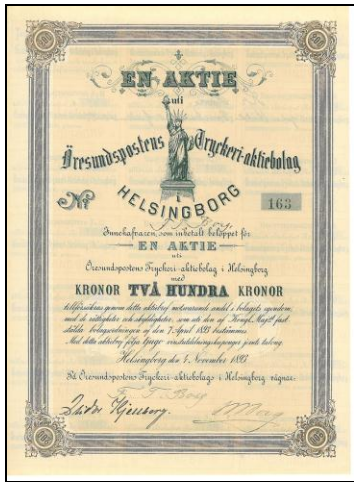 EN AKTIE
uti
Öresundspostens Tryckeri-aktiebolag
i
HELSINGBORG
No 163
Innehafvaren, som inbetalt beloppet för
EN AKTIE
uti
Öresundspostens Tryckeri-aktiebolag i Helsingborg
med
KRONOR TVÅ HUNDRA KRONOR
tillförsäkras genom detta aktiebref motsvarande andel i bolagets egendom
med de rättigheter och skyldigheter, som uti den af Kongl. Maj:t fast-
stälda bolagsordningen af den 7 April 1893 bestämmes.
Med detta aktiebref följa tjugo vinstutdelningskuponger jemte talong.
Helsingborg den 4 November 1893.
På Öresundspostens Tryckeri-aktiebolags i Helsingborg vägnar: